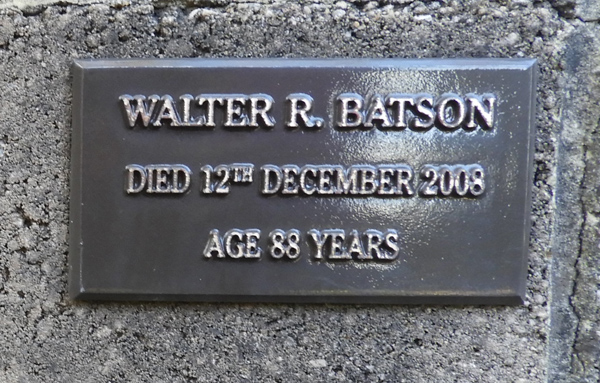 WALTER R. BATSON
DIED 12TH DECEMBER 2008
AGE 88 YEARS